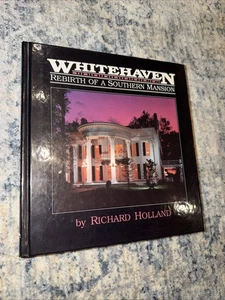 WHITEHAVEN
REBIRTH OF A SOUTHERN MANSION
by RICHARD HOLLAND